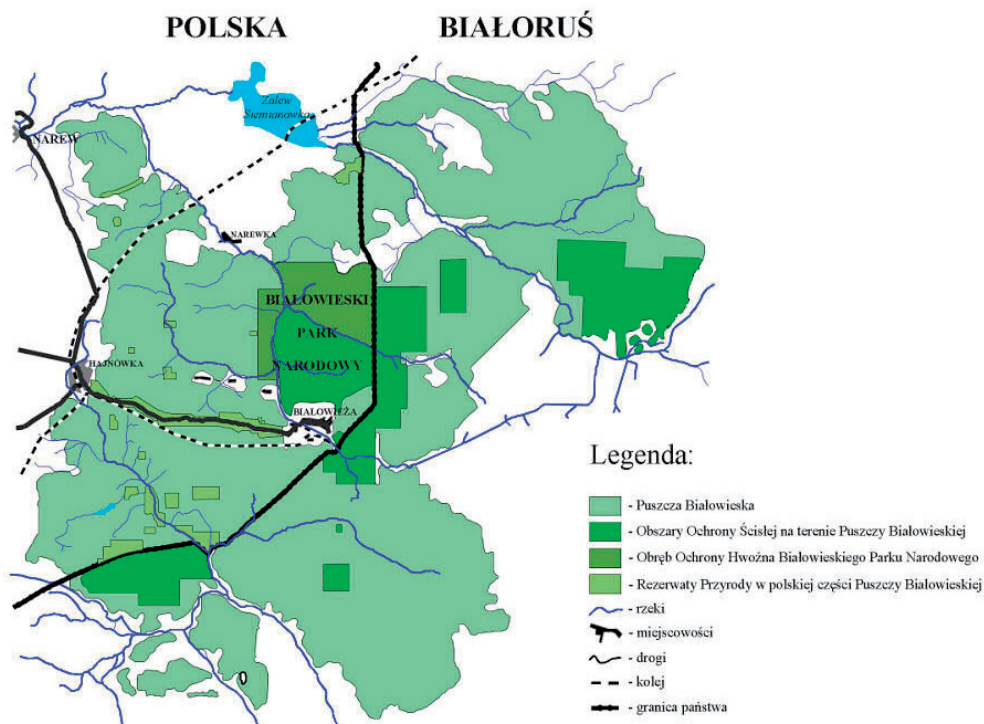 POLSKA
BIAŁORUŚ
Zalew
Siemianówka
NAREW
NAREWKA
BIAŁOWIESKI
PARK
NARODOWY
HAJNÓWKA
BIAŁOWIEŻA
Legenda:
- Puszcza Białowieska
- Obszary Ochrony Ścisłej na terenie Puszczy Białowieskiej
- Obręb Ochrony Hwoźna Białowieskiego Parku Narodowego
- Rezerwaty Przyrody w polskiej części Puszczy Białowieskiej
- rzeki
- miejscowości
- drogi
- kolej
- granica państwa